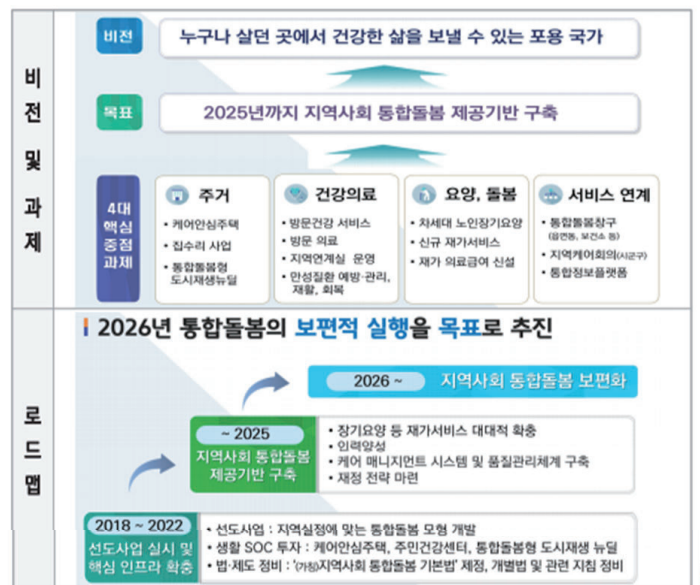 비전 및 과제
비전
누구나 살던 곳에서 건강한 삶을 보낼 수 있는 포용 국가
목표
2025년까지 지역사회 통합돌봄 제공기반 구축
4대
핵심
중점
과제
주거
• 케어안심주택
• 집수리 사업
• 통합돌봄형
도시재생뉴딜
건강의료
• 방문건강 서비스
• 방문 의료
• 지역연계실 운영
• 만성질환 예방·관리,
재활, 회복
요양, 돌봄
• 차세대 노인장기요양
• 신규 재가서비스
• 재가 의료급여 신설
서비스 연계
• 통합돌봄창구
(읍면동, 보건소 등)
• 지역케어회의(시군구)
• 통합정보플랫폼
로드맵
2026년 통합돌봄의 보편적 실행을 목표로 추진
2026 ~ 지역사회 통합돌봄 보편화
~ 2025
지역사회 통합돌봄
제공기반 구축
• 장기요양 등 재가서비스 대대적 확충
• 인력양성
• 케어 매니지먼트 시스템 및 품질관리체계 구축
• 재정 전략 마련
2018 ~ 2022
선도사업 실시 및
핵심 인프라 확충
• 선도사업 : 지역실정에 맞는 통합돌봄 모형 개발
• 생활 SOC 투자 : 케어안심주택, 주민건강센터, 통합돌봄형 도시재생 뉴딜
• 법·제도 정비 : '(가칭)지역사회 통합돌봄 기본법' 제정, 개별법 및 관련 지침 정비